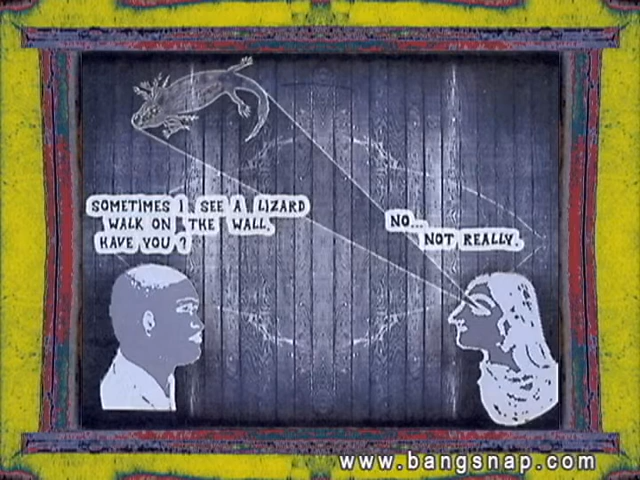 SOMETIMES I SEE A LIZARD
WALK ON THE WALL,
HAVE YOU?
NO...
NOT REALLY.
www.bangsnap.com